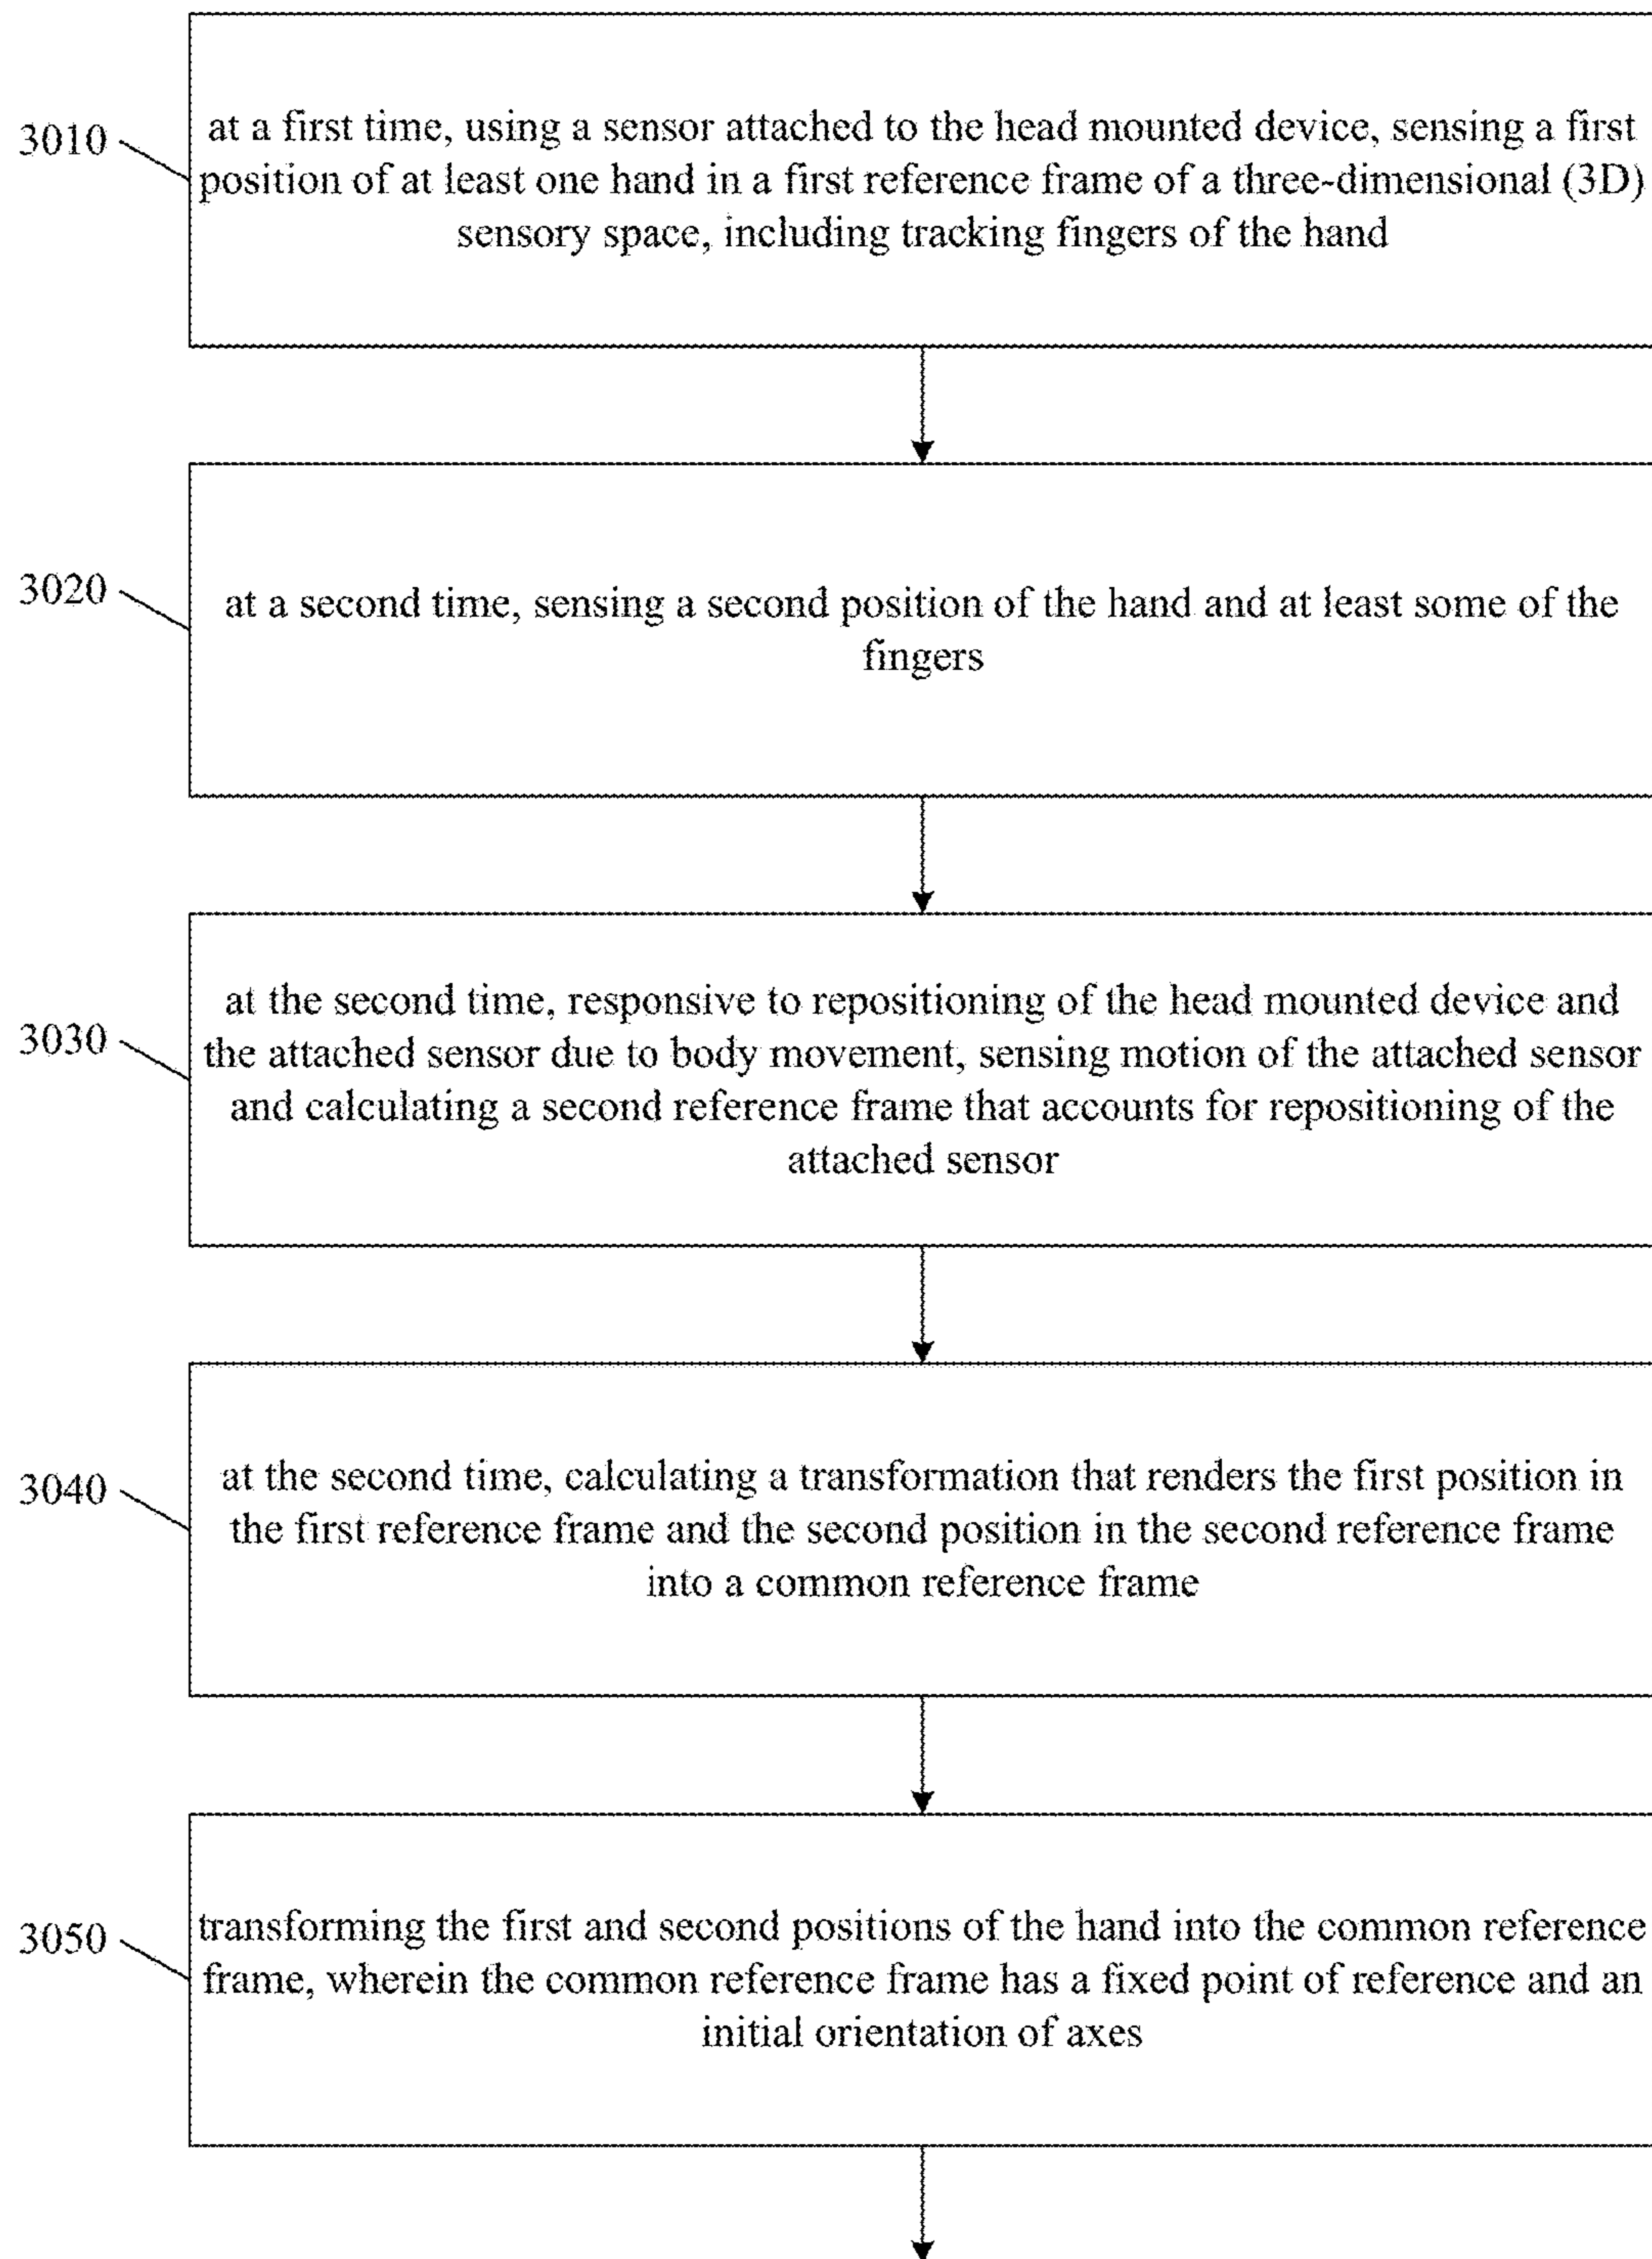 3010
at a first time, using a sensor attached to the head mounted device, sensing a first
position of at least one hand in a first reference frame of a three-dimensional (3D)
sensory space, including tracking fingers of the hand
3020
at a second time, sensing a second position of the hand and at least some of the
fingers
3030
at the second time, responsive to repositioning of the head mounted device and
the attached sensor due to body movement, sensing motion of the attached sensor
and calculating a second reference frame that accounts for repositioning of the
attached sensor
3040
at the second time, calculating a transformation that renders the first position in
the first reference frame and the second position in the second reference frame
into a common reference frame
3050
transforming the first and second positions of the hand into the common reference
frame, wherein the common reference frame has a fixed point of reference and an
initial orientation of axes